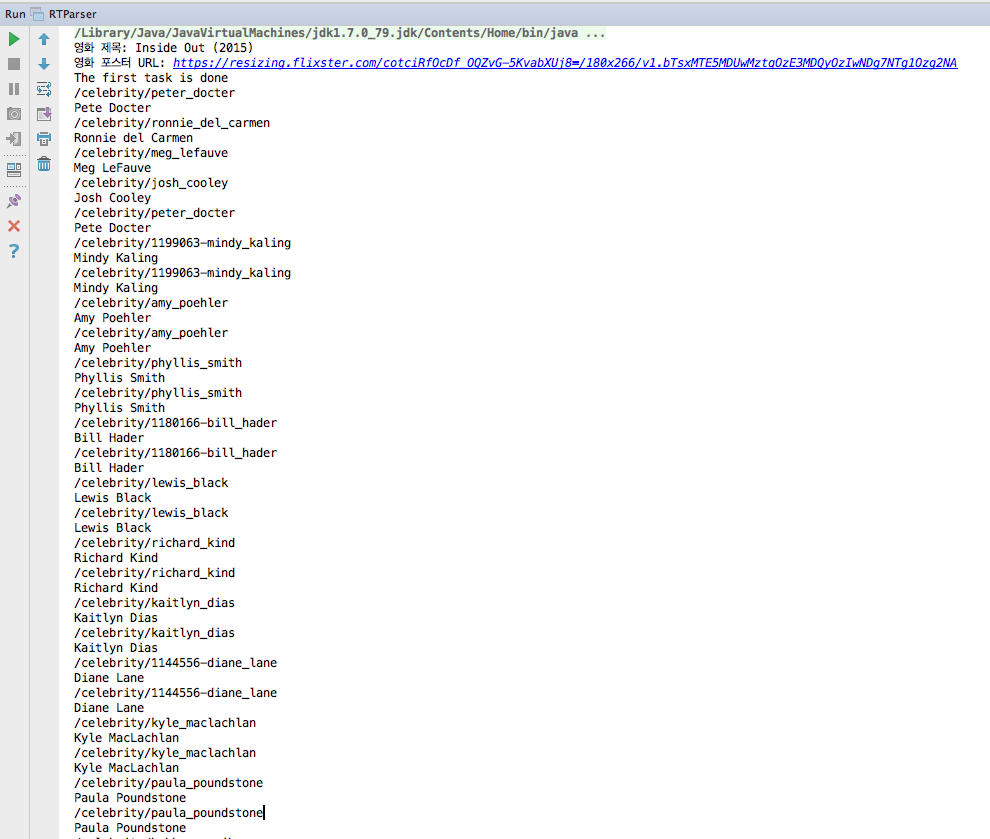 Run RTParser
/Library/Java/JavaVirtualMachines/jdk1.7.0_79.jdk/Contents/Home/bin/java ...
영화 제목: Inside Out (2015)
영화 포스터 URL: https://resizing.flixster.com/cotciRfOcDf_OQZvG-5KvabXUj8=/180x266/v1.bTsxMTE5MDUwMztqOzE3MDQyOzIwNDg7NTg1Ozg2NA
The first task is done
/celebrity/peter_docter
Pete Docter
/celebrity/ronnie_del_carmen
Ronnie del Carmen
/celebrity/meg_lefauve
Meg LeFauve
/celebrity/josh_cooley
Josh Cooley
/celebrity/peter_docter
Pete Docter
/celebrity/1199063-mindy_kaling
Mindy Kaling
/celebrity/1199063-mindy_kaling
Mindy Kaling
/celebrity/amy_poehler
Amy Poehler
/celebrity/amy_poehler
Amy Poehler
/celebrity/phyllis_smith
Phyllis Smith
/celebrity/phyllis_smith
Phyllis Smith
/celebrity/1180166-bill_hader
Bill Hader
/celebrity/1180166-bill_hader
Bill Hader
/celebrity/lewis_black
Lewis Black
/celebrity/lewis_black
Lewis Black
/celebrity/richard_kind
Richard Kind
/celebrity/richard_kind
Richard Kind
/celebrity/kaitlyn_dias
Kaitlyn Dias
/celebrity/kaitlyn_dias
Kaitlyn Dias
/celebrity/1144556-diane_lane
Diane Lane
/celebrity/1144556-diane_lane
Diane Lane
/celebrity/kyle_maclachlan
Kyle MacLachlan
/celebrity/kyle_maclachlan
Kyle MacLachlan
/celebrity/paula_poundstone
Paula Poundstone
/celebrity/paula_poundstone
Paula Poundstone